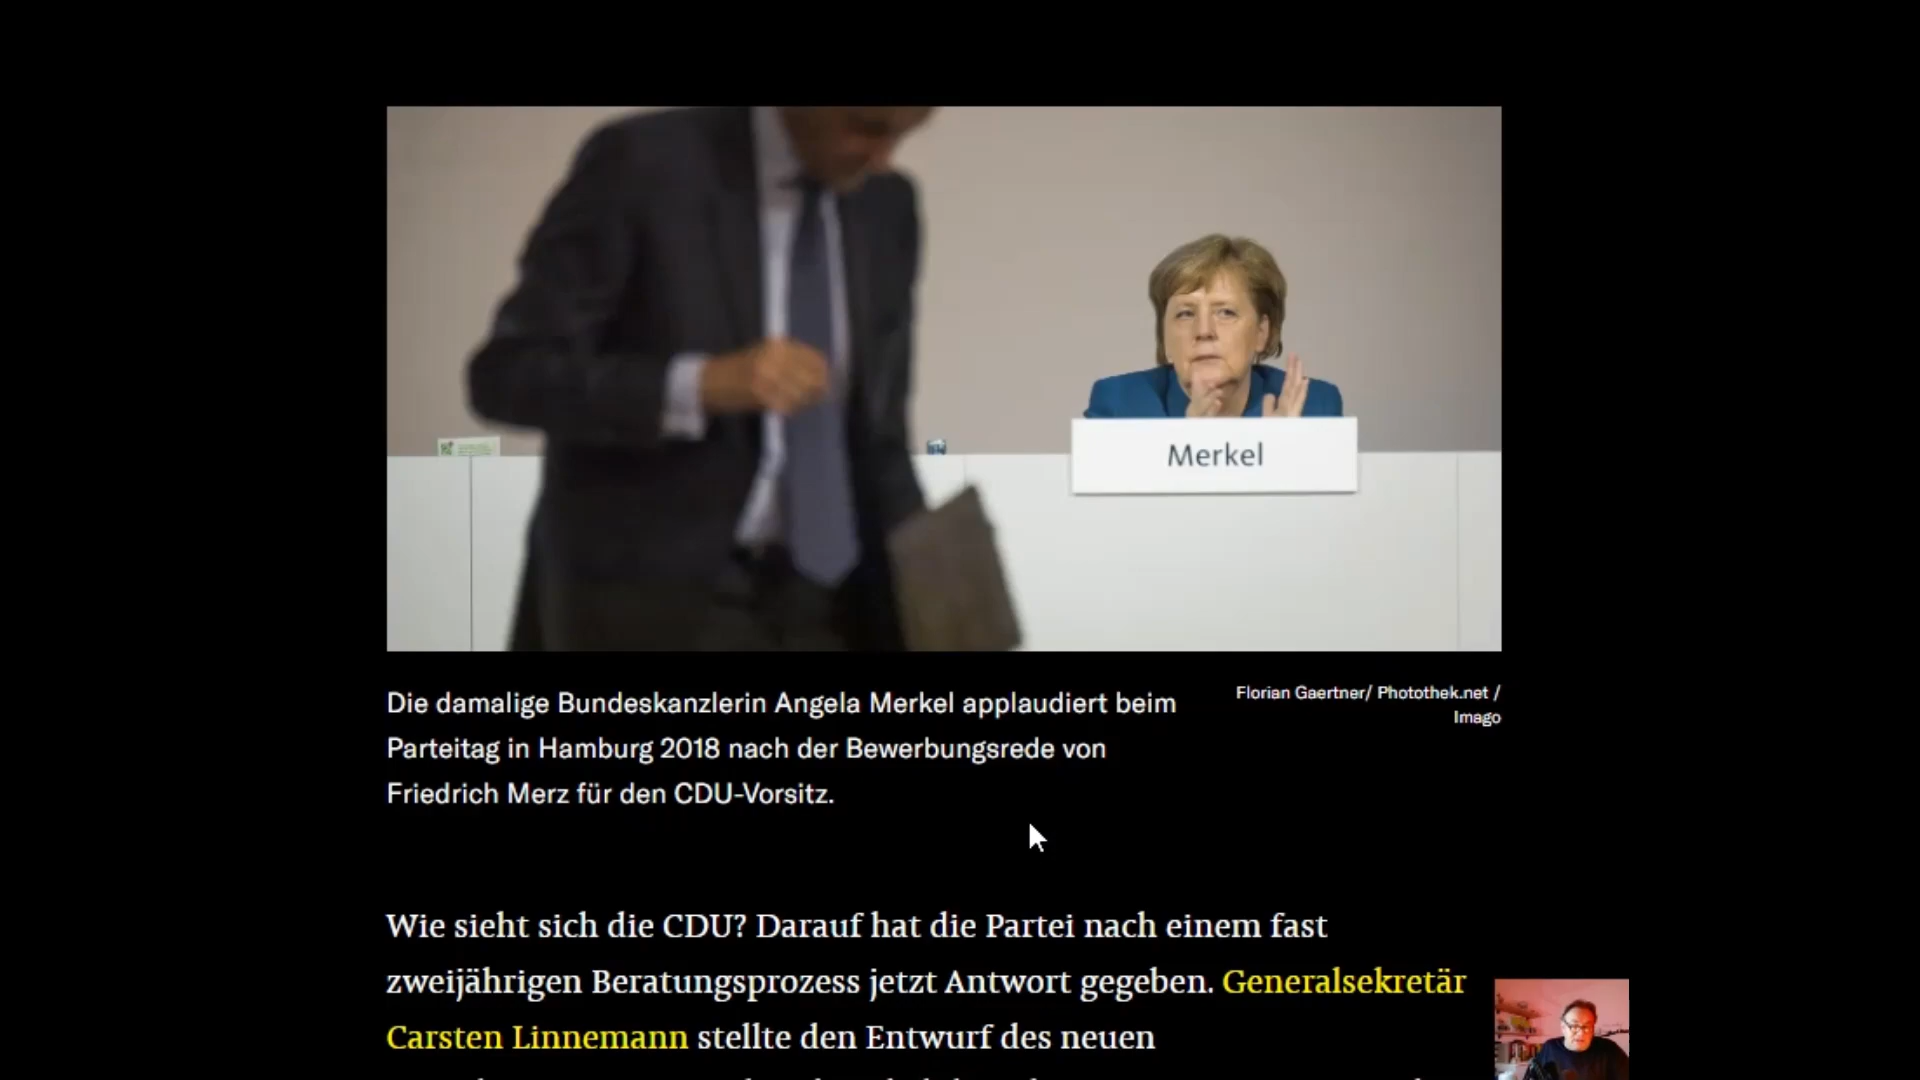 Merkel
Die damalige Bundeskanzlerin Angela Merkel applaudiert beim
Parteitag in Hamburg 2018 nach der Bewerbungsrede von
Friedrich Merz für den CDU-Vorsitz.
Florian Gaertner/ Photothek.net /
Imago
Wie sieht sich die CDU? Darauf hat die Partei nach einem fast
zweijährigen Beratungsprozess jetzt Antwort gegeben. Generalsekretär
Carsten Linnemann stellte den Entwurf des neuen